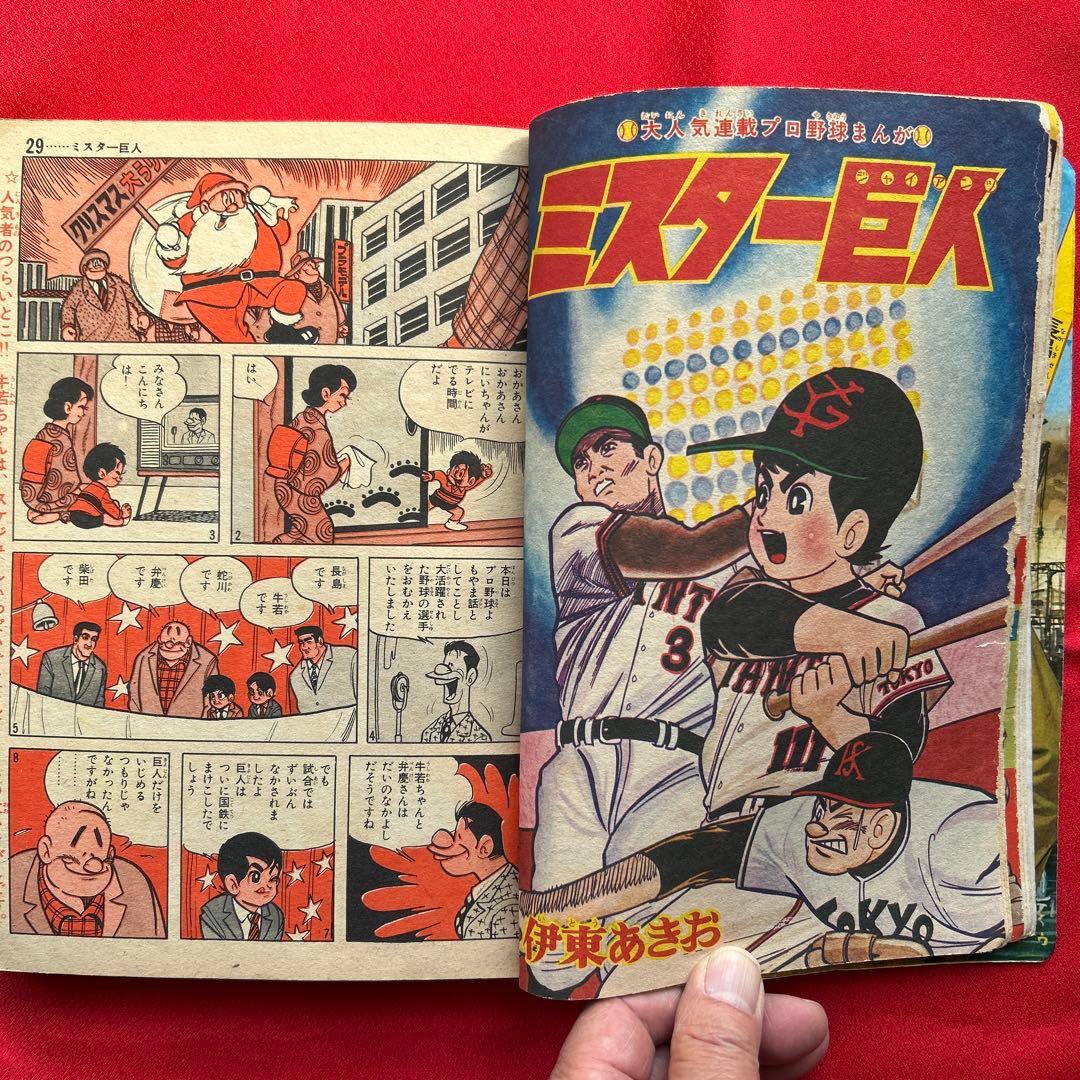 29……ミスター巨人
クリスマス大うり
プラモデル
おかあさん
おかあさん
にいちゃんが
テレビに
でる時間
だよ
はい
2
みなさん
こんにち
は!
3
本日は
プロ野球よ
もやま話と
してことし
大活躍され
た野球の選手
をおむかえ
いたしました
4
長島
です
牛若
です
蛇川
です
弁慶
です
柴田
です
5
牛若ちゃんと
弁慶さんは
だいのなかよし
だそうですね
でも
試合では
ずいぶん
なかされま
したよ
巨人は
ついに国鉄に
まけこしたで
しょう
7
巨人だけを
いじめる
つもりじゃ
なかったんに
ですがね
…………
8
☆人気者のつらいとこ!! 牛若ちゃんは、
大人気連載プロ野球まんが
ミスター巨人
ジャイアンツ
YG
3
TOKYO
111
TOKYO
伊東あきお